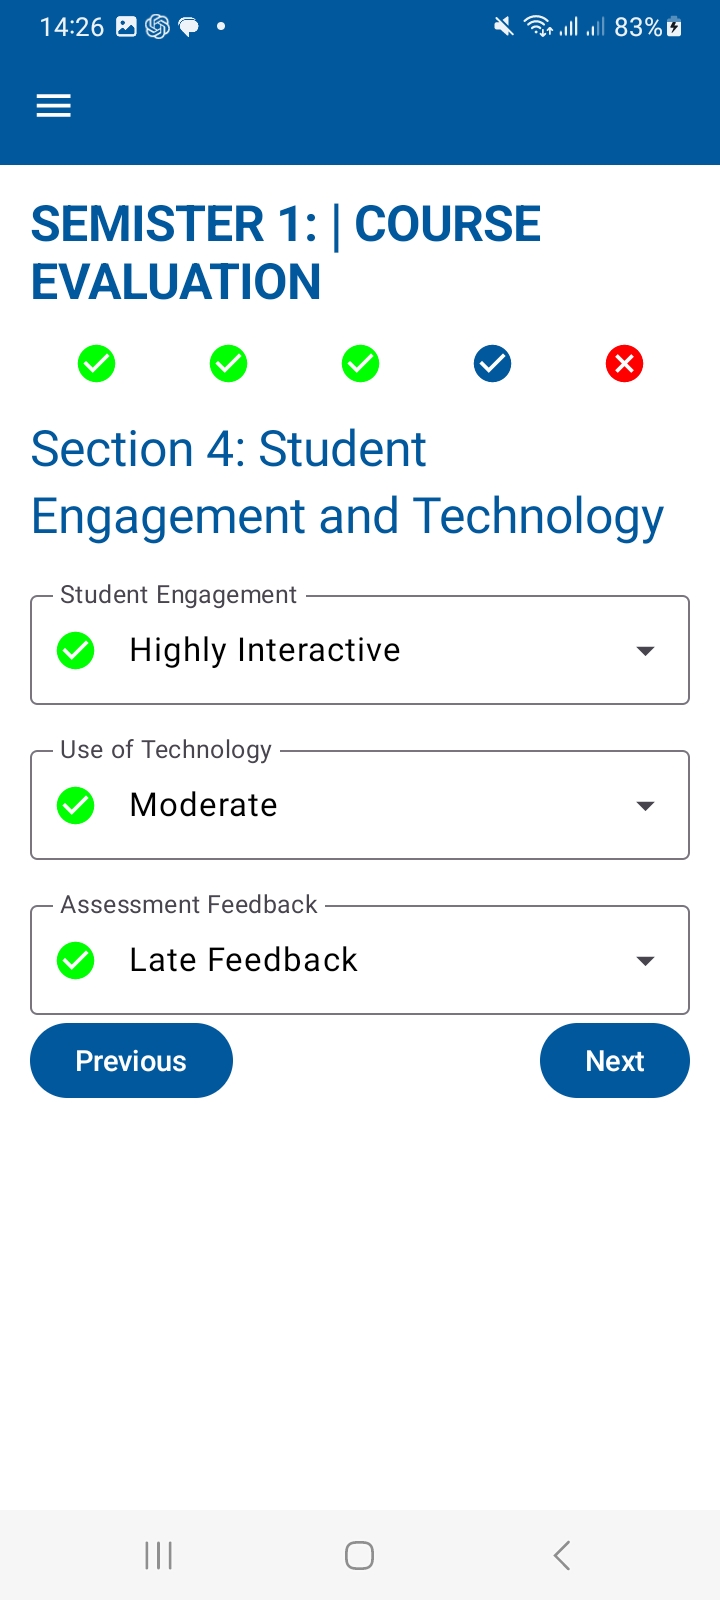 14:26
83%
SEMISTER 1: | COURSE
EVALUATION
Section 4: Student
Engagement and Technology
Student Engagement
Highly Interactive
Use of Technology
Moderate
Assessment Feedback
Late Feedback
Previous
Next